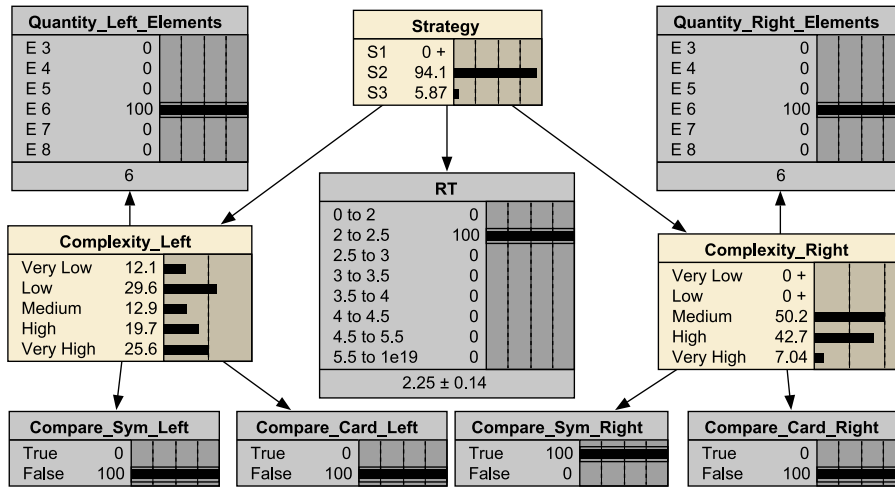 Quantity_Left_Elements
E 3 0
E 4 0
E 5 0
E 6 100
E 7 0
E 8 0
6
Strategy
S1 0 +
S2 94.1
S3 5.87
Quantity_Right_Elements
E 3 0
E 4 0
E 5 0
E 6 100
E 7 0
E 8 0
6
RT
0 to 2 0
2 to 2.5 100
2.5 to 3 0
3 to 3.5 0
3.5 to 4 0
4 to 4.5 0
4.5 to 5.5 0
5.5 to 1e19 0
2.25 ± 0.14
Complexity_Left
Very Low 12.1
Low 29.6
Medium 12.9
High 19.7
Very High 25.6
Complexity_Right
Very Low 0 +
Low 0 +
Medium 50.2
High 42.7
Very High 7.04
Compare_Sym_Left
True 0
False 100
Compare_Card_Left
True 0
False 100
Compare_Sym_Right
True 100
False 0
Compare_Card_Right
True 0
False 100